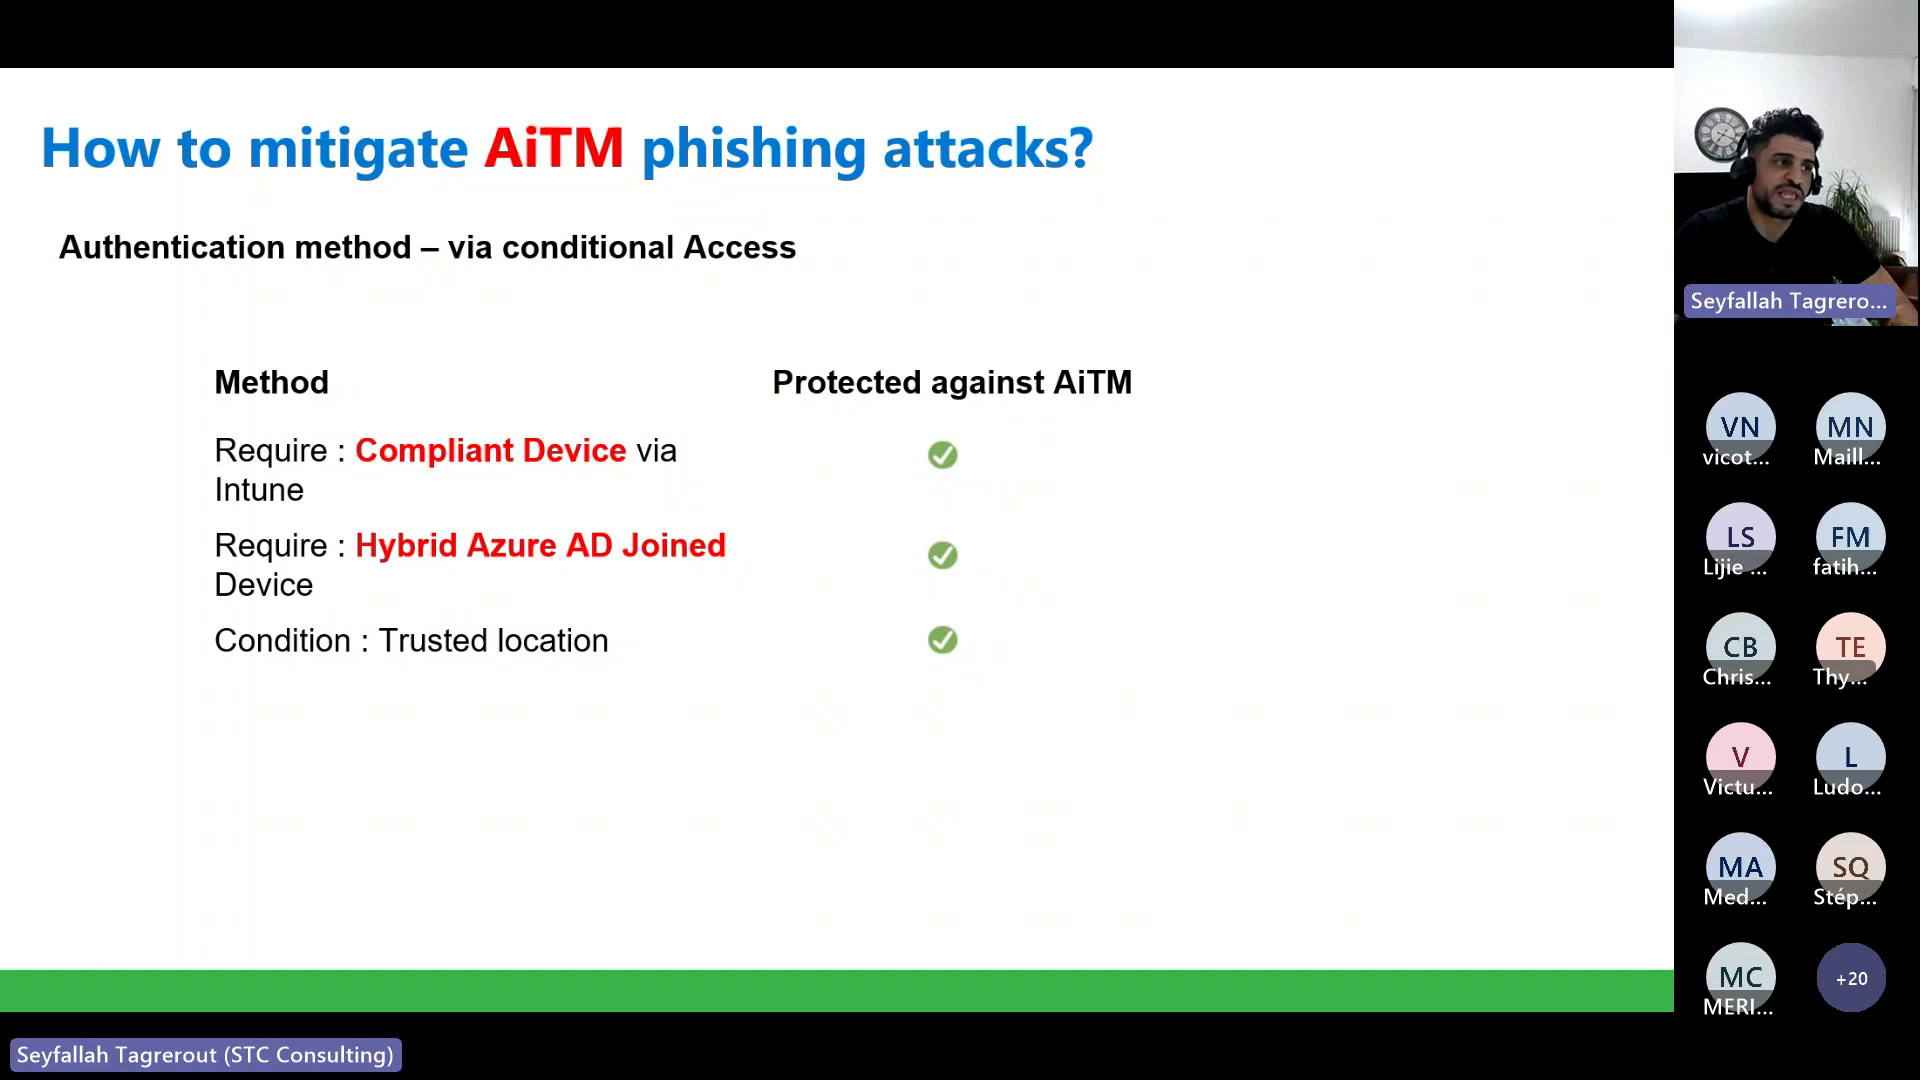 How to mitigate AiTM phishing attacks?
Authentication method – via conditional Access
Method
Protected against AiTM
Require : Compliant Device via
Intune
Require : Hybrid Azure AD Joined
Device
Condition : Trusted location
Seyfallah Tagrero...
VN
vicot...
MN
Maill...
LS
Lijie ...
FM
fatih...
CB
Chris...
TE
Thy...
V
Victu...
L
Ludo...
MA
Med...
SQ
Stép...
MC
MERI...
+20
Seyfallah Tagrerout (STC Consulting)